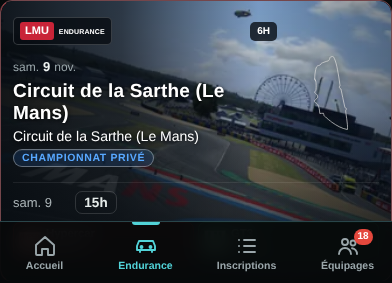 LMU ENDURANCE
6H
sam. 9 nov.
Circuit de la Sarthe (Le
Mans)
Circuit de la Sarthe (Le Mans)
CHAMPIONNAT PRIVÉ
sam. 9 15h
18
Accueil Endurance Inscriptions Équipages